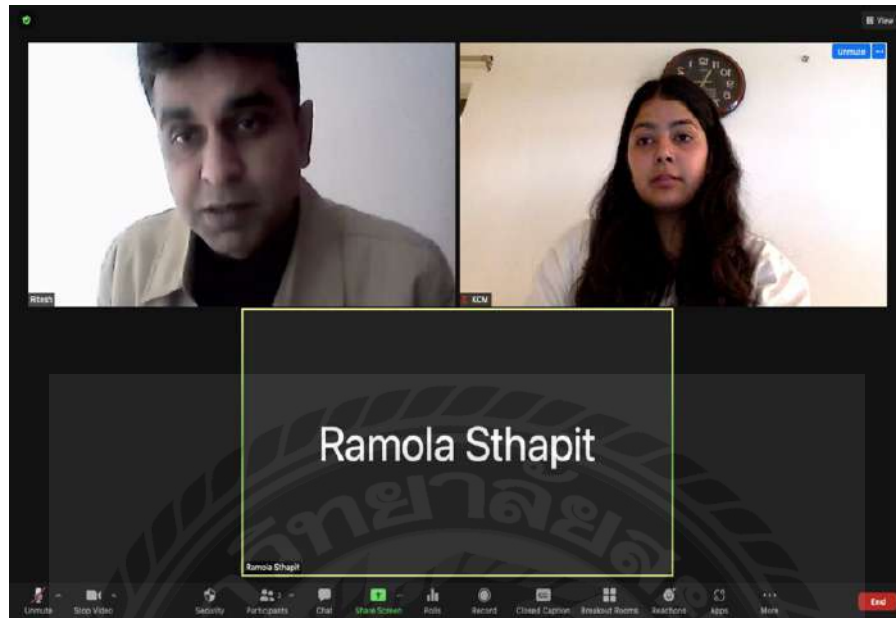 View
Unmute
Ritesh
KCM
Ramola Sthapit
Ramola Sthapit
Unmute Stop Video Security Participants 3 Chat Share Screen Polls Record Closed Caption Breakout Rooms Reactions Apps More End